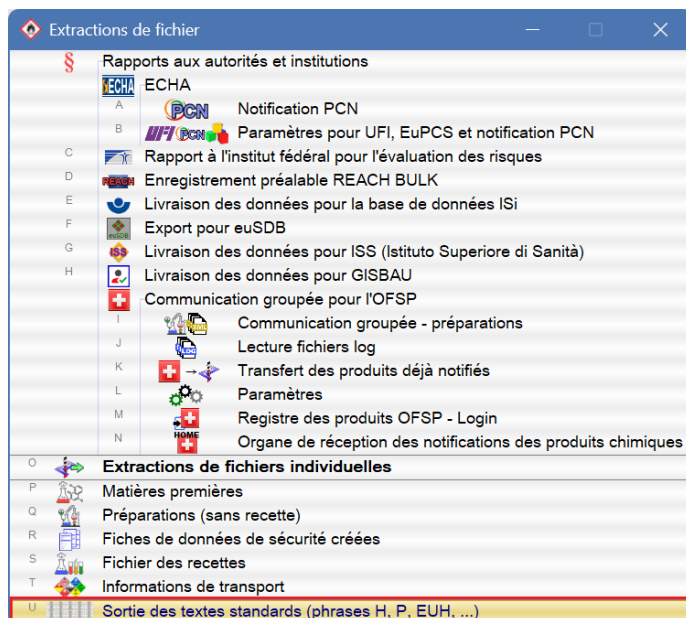 Extractions de fichier
§ Rapports aux autorités et institutions
ECHA ECHA
A PCN Notification PCN
B UFI PCN Paramètres pour UFI, EuPCS et notification PCN
C Rapport à l'institut fédéral pour l'évaluation des risques
D REACH Enregistrement préalable REACH BULK
E Livraison des données pour la base de données ISi
F euSDB Export pour euSDB
G ISS Livraison des données pour ISS (Istituto Superiore di Sanità)
H Livraison des données pour GISBAU
Communication groupée pour l'OFSP
I XML Communication groupée - préparations
J LOG Lecture fichiers log
K Transfert des produits déjà notifiés
L Paramètres
M Registre des produits OFSP - Login
N HOME Organe de réception des notifications des produits chimiques
O Extractions de fichiers individuelles
P Matières premières
Q Préparations (sans recette)
R Fiches de données de sécurité créées
S Fichier des recettes
T Informations de transport
U Sortie des textes standards (phrases H, P, EUH, ...)